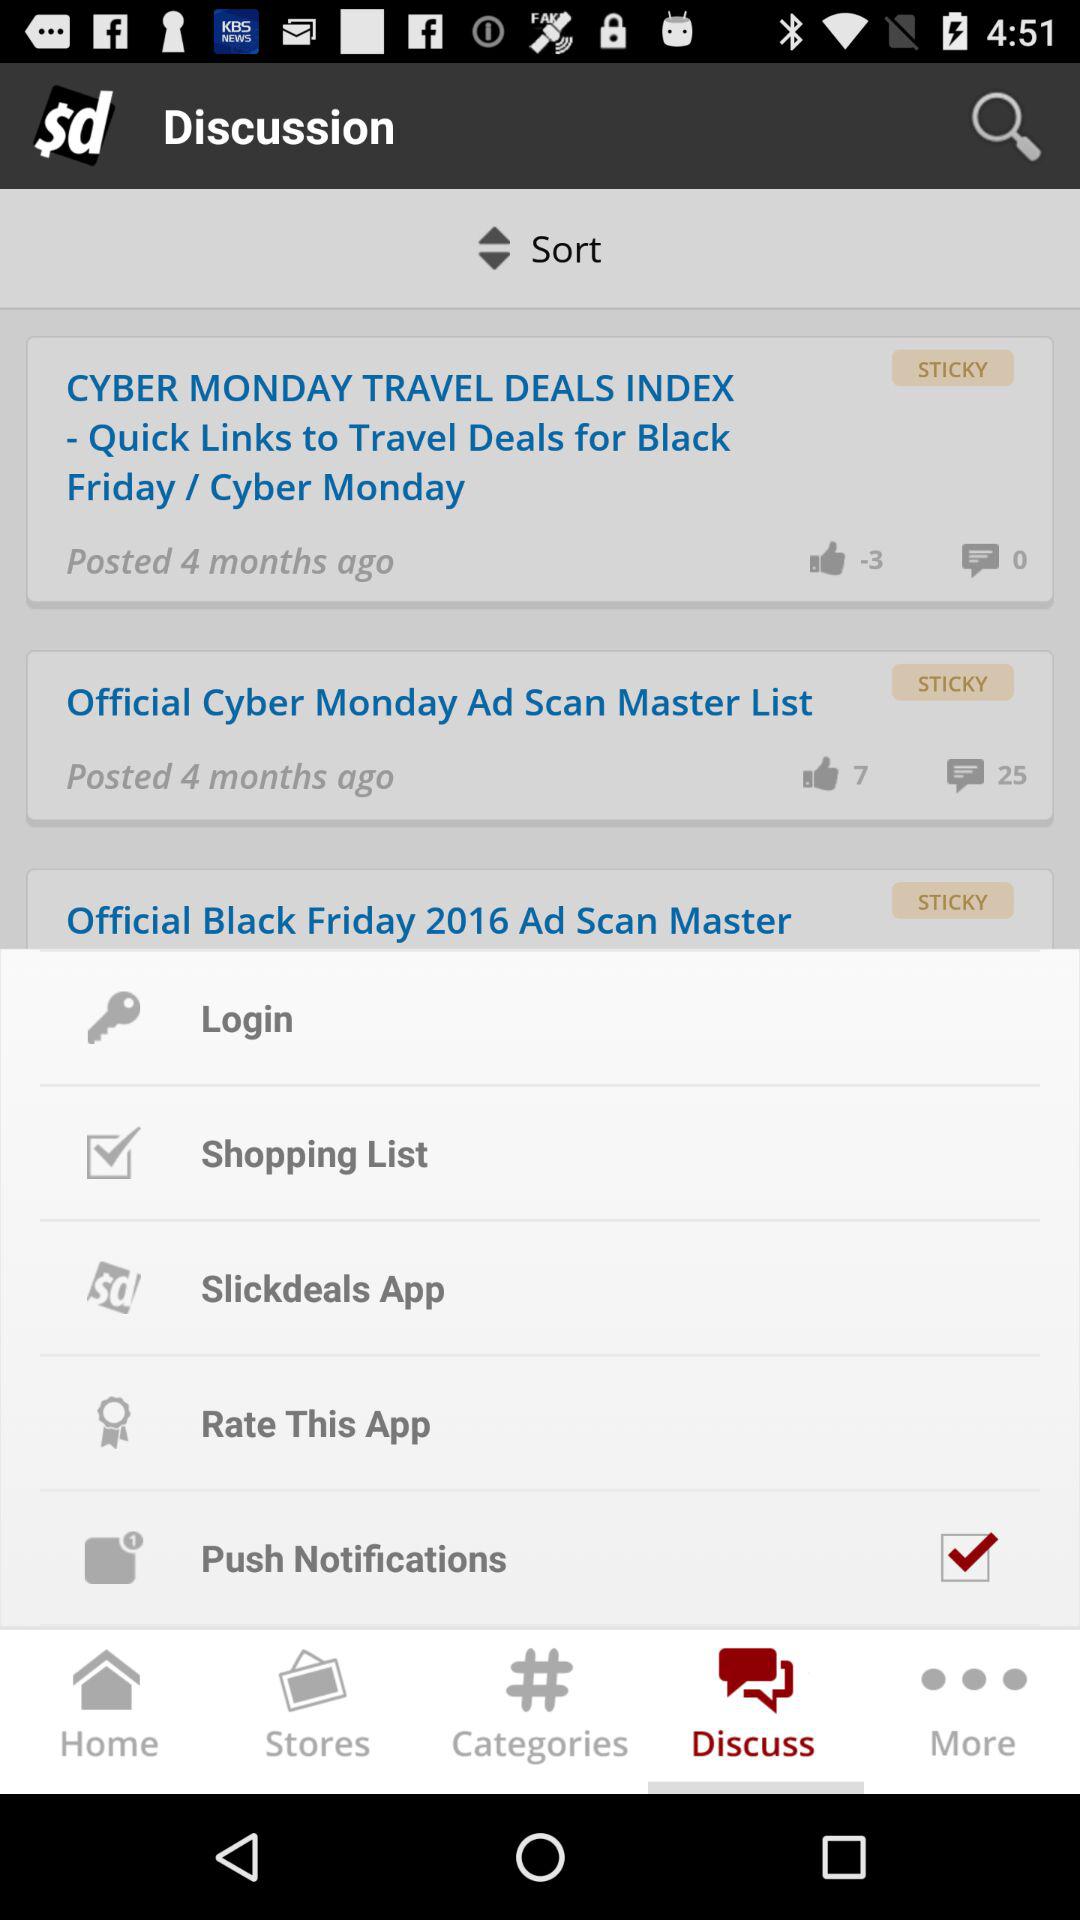 KBS
NEWS
FAKE
4:51
$d
Discussion
Sort
CYBER MONDAY TRAVEL DEALS INDEX
- Quick Links to Travel Deals for Black
Friday / Cyber Monday
STICKY
Posted 4 months ago
-3
0
Official Cyber Monday Ad Scan Master List
STICKY
Posted 4 months ago
7
25
Official Black Friday 2016 Ad Scan Master
STICKY
Login
Shopping List
$d
Slickdeals App
Rate This App
1
Push Notifications
Home
Stores
Categories
Discuss
More